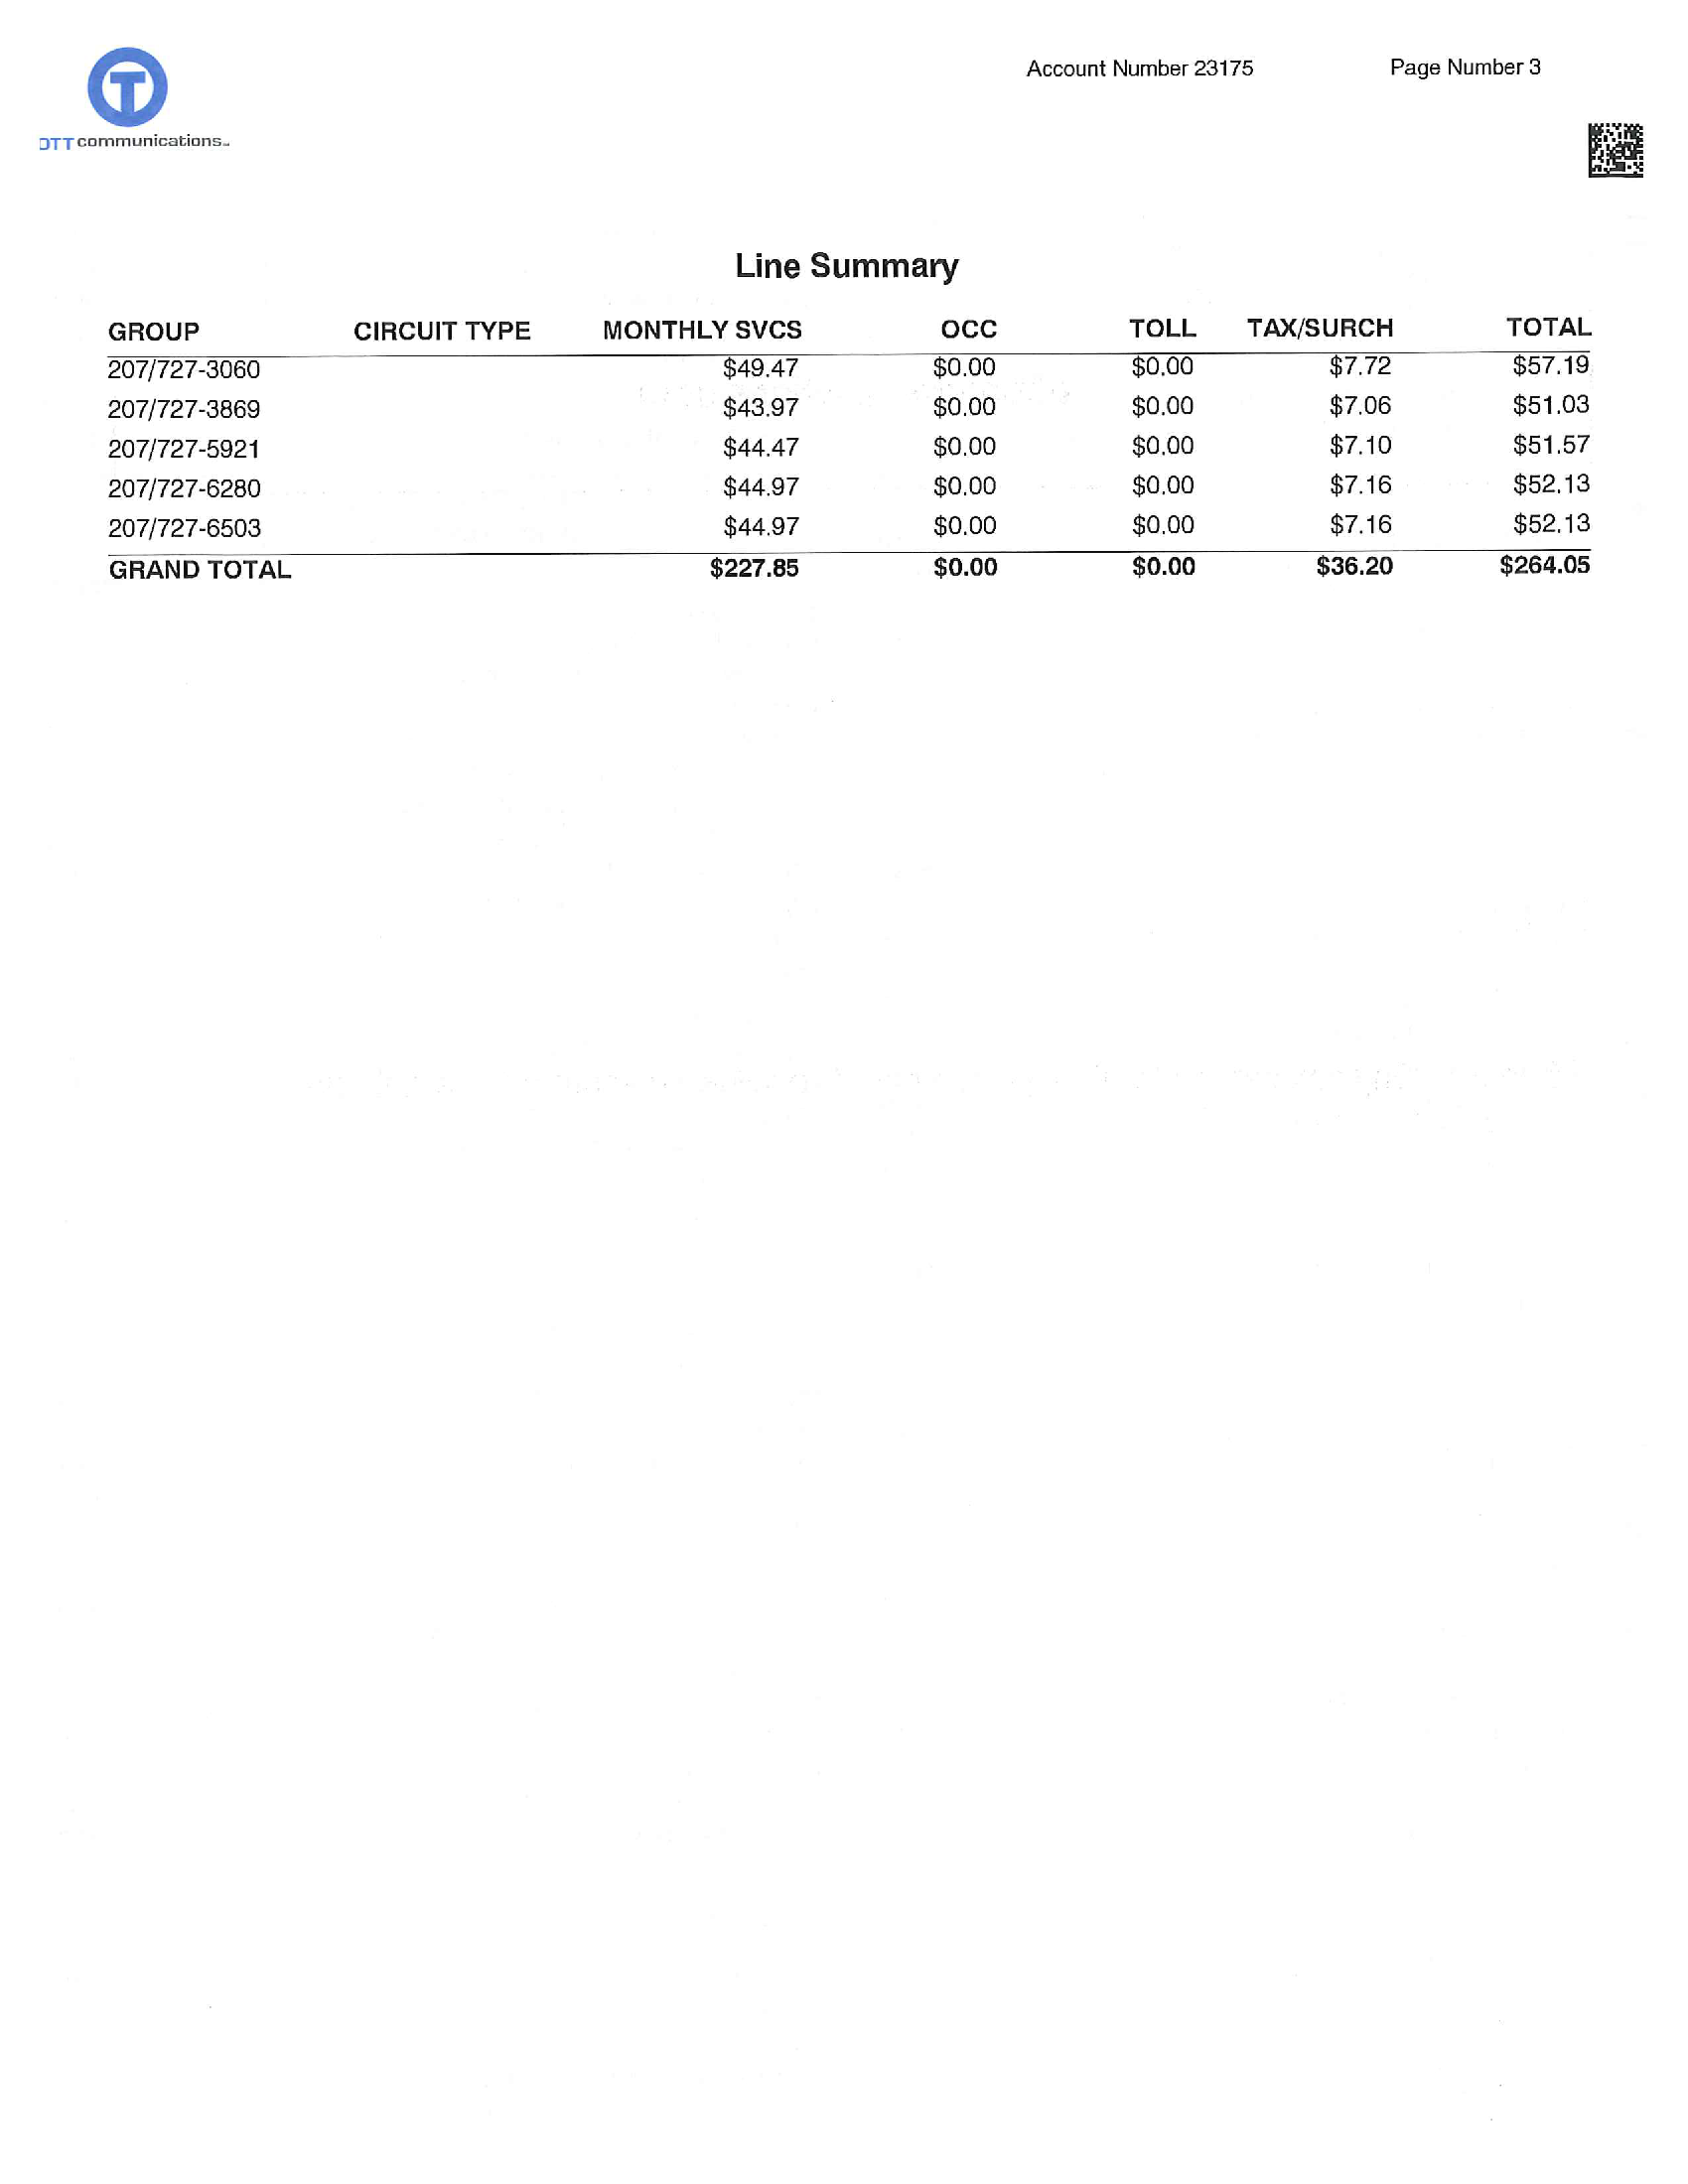 Account Number 23175 Page Number 3
T
OTT communications
Line Summary
GROUP CIRCUIT TYPE MONTHLY SVCS OCC TOLL TAX/SURCH TOTAL
207/727-3060 $49.47 $0.00 $0.00 $7.72 $57.19
207/727-3869 $43.97 $0.00 $0.00 $7.06 $51.03
207/727-5921 $44.47 $0.00 $0.00 $7.10 $51.57
207/727-6280 $44.97 $0.00 $0.00 $7.16 $52.13
207/727-6503 $44.97 $0.00 $0.00 $7.16 $52.13
GRAND TOTAL $227.85 $0.00 $0.00 $36.20 $264.05